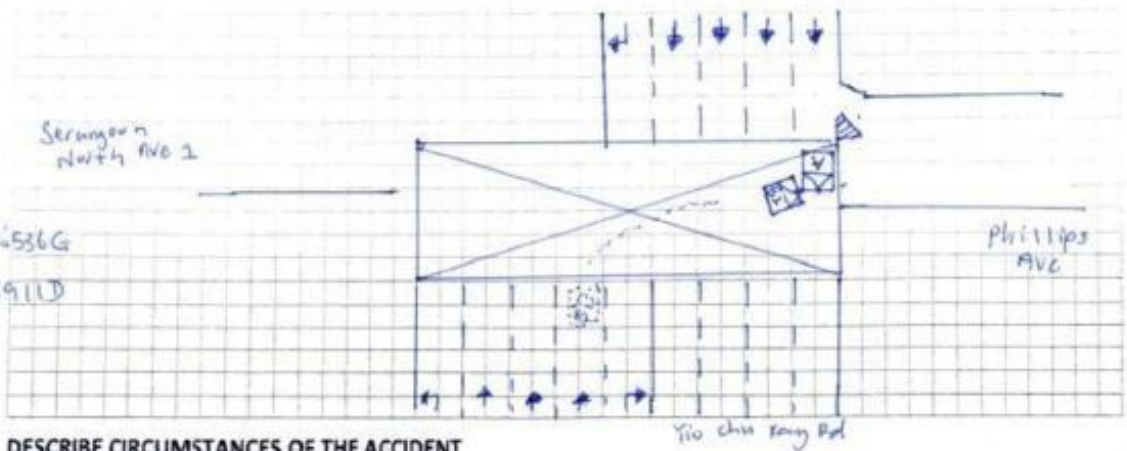 Serangoon
North Ave 1
536G
911D
A
Phillips
Ave
Yio chu kang Rd
DESCRIBE CIRCUMSTANCES OF THE ACCIDENT